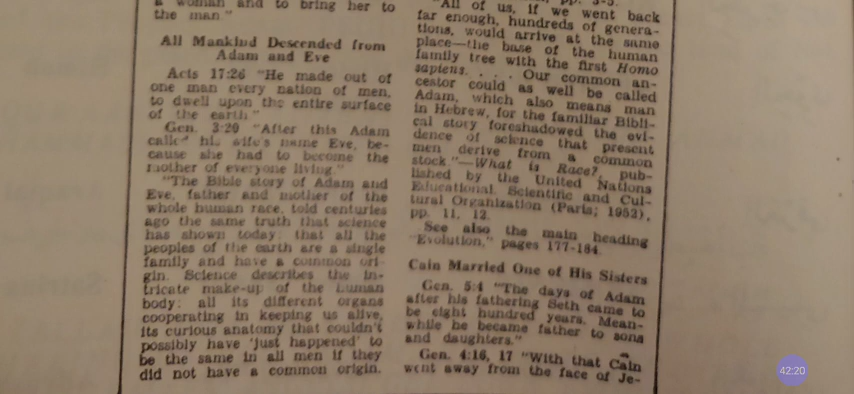 a woman and to bring her to
the man."
All Mankind Descended from
Adam and Eve
Acts 17:26 "He made out of
one man every nation of men,
to dwell upon the entire surface
of the earth."
Gen. 3:20 "After this Adam
called his wife's name Eve, be-
cause she had to become the
mother of everyone living."
"The Bible story of Adam and
Eve, father and mother of the
whole human race, told centuries
ago the same truth that science
has shown today: that all the
peoples of the earth are a single
family and have a common ori-
gin. Science describes the in-
tricate make-up of the human
body: all its different organs
cooperating in keeping us alive,
its curious anatomy that couldn't
possibly have 'just happened' to
be the same in all men if they
did not have a common origin.
pp. 3-5.
"All of us, if we went back
far enough, hundreds of genera-
tions, would arrive at the same
place—the base of the human
family tree with the first Homo
sapiens. . . . Our common an-
cestor could as well be called
Adam, which also means man
in Hebrew, for the familiar Bibli-
cal story foreshadowed the evi-
dence of science that present
men derive from a common
stock."—What is Race?, pub-
lished by the United Nations
Educational, Scientific and Cul-
tural Organization (Paris; 1952),
pp. 11, 12.
See also the main heading
"Evolution," pages 177-184.
Cain Married One of His Sisters
Gen. 5:4 "The days of Adam
after his fathering Seth came to
be eight hundred years. Mean-
while he became father to sons
and daughters."
Gen. 4:16, 17 "With that Cain
went away from the face of Je-
42:20